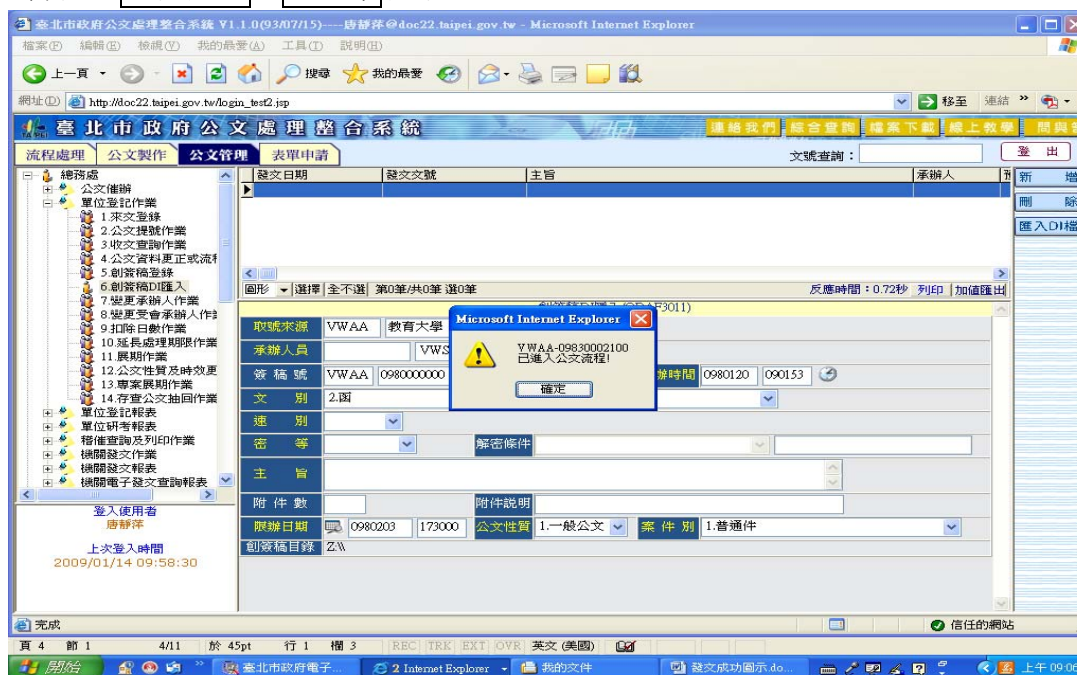 臺北市政府公文處理整合系統 V1.1.0(93/07/15)----唐靜萍@doc22.taipei.gov.tw - Microsoft Internet Explorer
檔案(F) 編輯(E) 檢視(V) 我的最愛(A) 工具(T) 說明(H)
上一頁 搜尋 我的最愛
網址(D) http://doc22.taipei.gov.tw/login_test2.jsp 移至 連結 »
臺北市政府公文處理整合系統 連絡我們 綜合查詢 檔案下載 線上教學 問與
流程處理 公文製作 公文管理 表單申請 文號查詢： 登 出
總務處
公文催辦
單位登記作業
1.來文登錄
2.公文提號作業
3.收文查詢作業
4.公文資料更正或流程
5.創簽稿登錄
6.創簽稿DI匯入
7.變更承辦人作業
8.變更受會承辦人作業
9.扣除日數作業
10.延長處理期限作業
11.展期作業
12.公文性質及時效更
13.專案展期作業
14.存查公文抽回作業
單位登記報表
單位研考報表
稽催查詢及列印作業
機關發文作業
機關發文報表
機關電子發文查詢報表
登入使用者
唐靜萍
上次登入時間
2009/01/14 09:58:30
發文日期 發文文號 主旨 承辦人
新 增
刪 除
匯入DI檔
圖形 選擇 全不選 第0筆/共0筆 選0筆 反應時間：0.72秒 列印 加值匯出
取號來源 VWAA 教育大學
承辦人員 VWS
簽稿號 VWAA 0980000000 辦時間 0980120 090153
文 別 2.函
速 別
密 等 解密條件
主 旨
附件數 附件說明
限辦日期 0980203 173000 公文性質 1.一般公文 案件別 1.普通件
創簽稿目錄 Z:\\
Microsoft Internet Explorer
VWAA-09830002100
已進入公文流程!
確定
完成 信任的網站
頁 4 節 1 4/11 於 45pt 行 1 欄 3 REC TRK EXT OVR 英文 (美國)
開始 » 臺北市政府電子... 2 Internet Explorer 我的文件 發文成功圖示.do... 上午 09:06